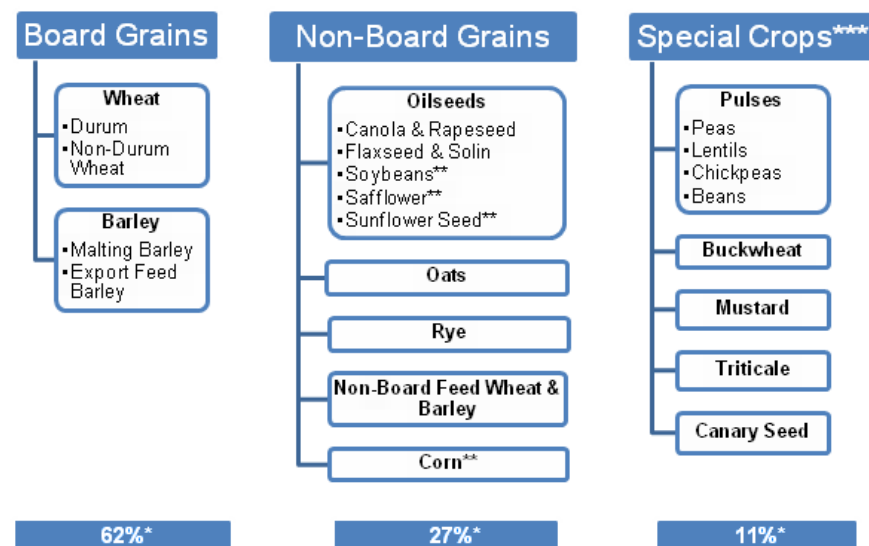 Board Grains
Wheat
▪Durum
▪Non-Durum
Wheat
Barley
▪Malting Barley
▪Export Feed
Barley
62%*
Non-Board Grains
Oilseeds
▪Canola & Rapeseed
▪Flaxseed & Solin
▪Soybeans**
▪Safflower**
▪Sunflower Seed**
Oats
Rye
Non-Board Feed Wheat &
Barley
Corn**
27%*
Special Crops***
Pulses
▪Peas
▪Lentils
▪Chickpeas
▪Beans
Buckwheat
Mustard
Triticale
Canary Seed
11%*